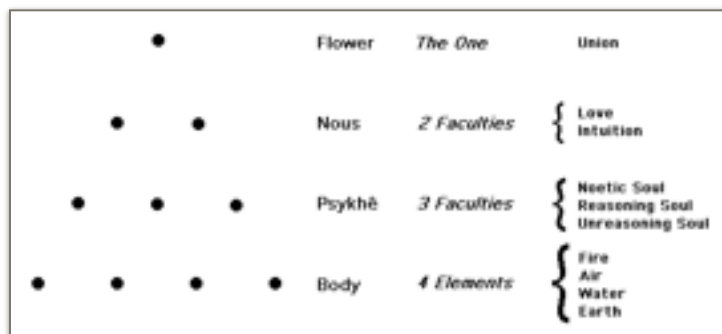 Flower The One Union
Nous 2 Faculties Love
Intuition
Psykhê 3 Faculties Noetic Soul
Reasoning Soul
Unreasoning Soul
Body 4 Elements Fire
Air
Water
Earth